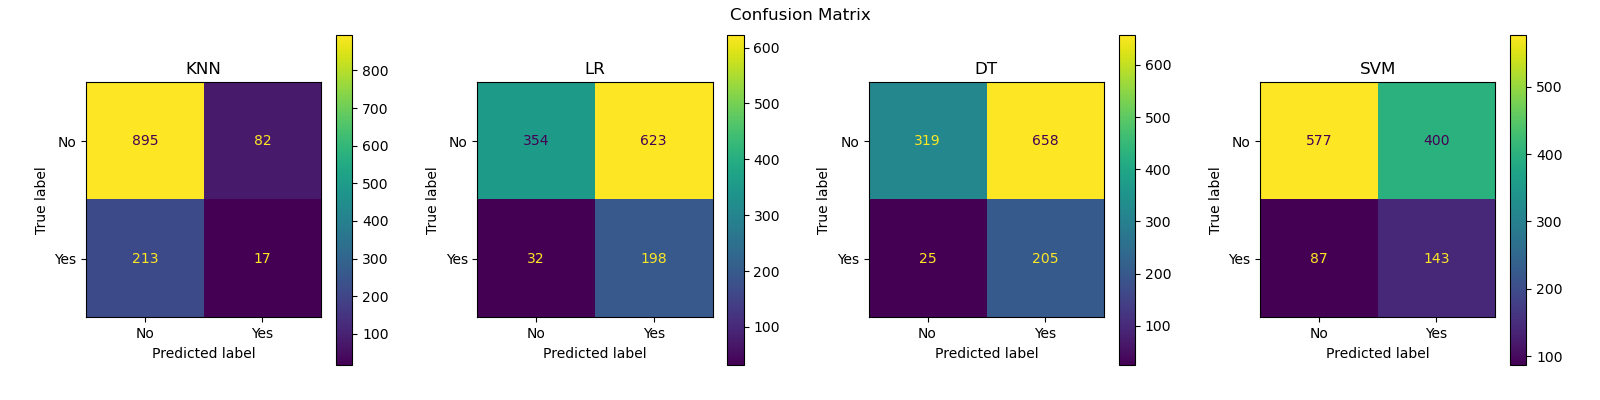 Confusion Matrix
KNN
True label
No
895
82
Yes
213
17
No
Yes
Predicted label
800
700
600
500
400
300
200
100
LR
True label
No
354
623
Yes
32
198
No
Yes
Predicted label
600
500
400
300
200
100
DT
True label
No
319
658
Yes
25
205
No
Yes
Predicted label
600
500
400
300
200
100
SVM
True label
No
577
400
Yes
87
143
No
Yes
Predicted label
500
400
300
200
100